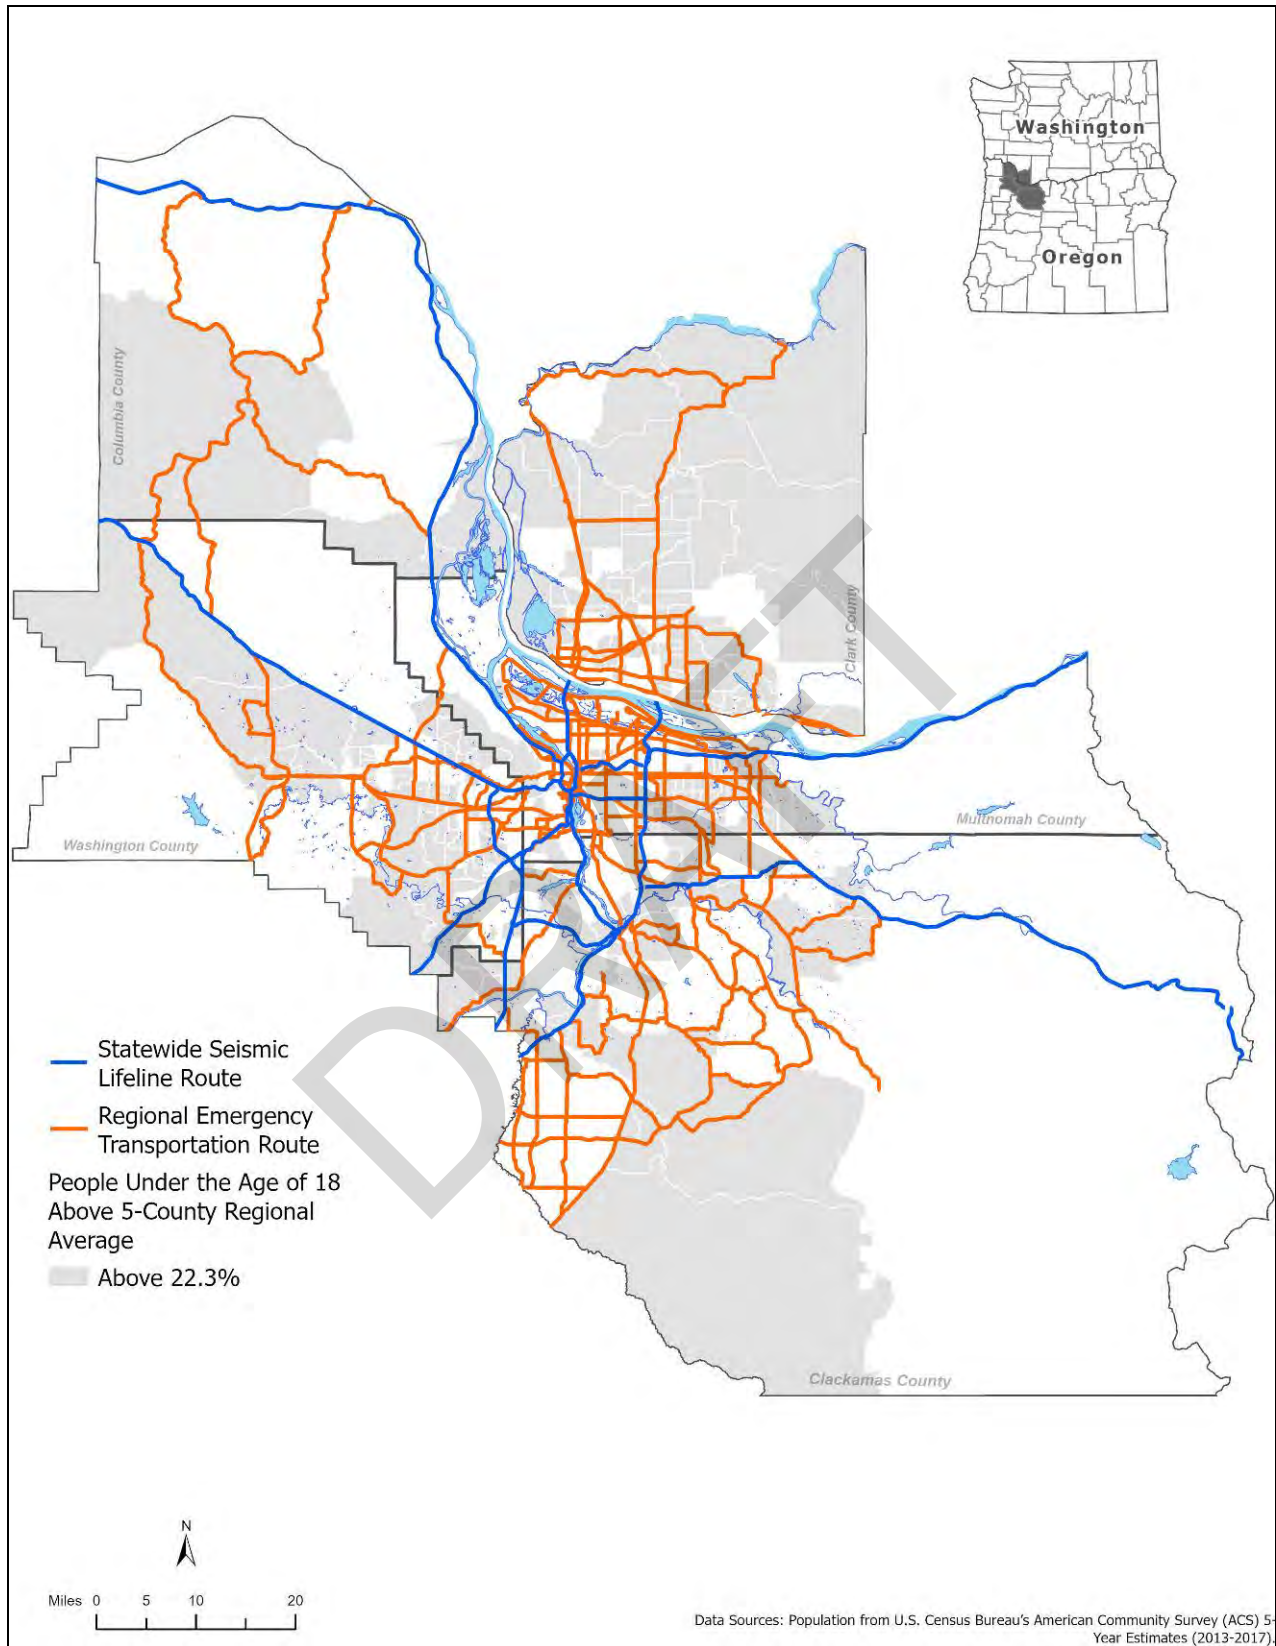 Washington
Oregon
Columbia County
Clark County
Multnomah County
Washington County
DRAFT
Statewide Seismic
Lifeline Route
Regional Emergency
Transportation Route
People Under the Age of 18
Above 5-County Regional
Average
Above 22.3%
Clackamas County
N
Miles 0 5 10 20
Data Sources: Population from U.S. Census Bureau's American Community Survey (ACS) 5-
Year Estimates (2013-2017).